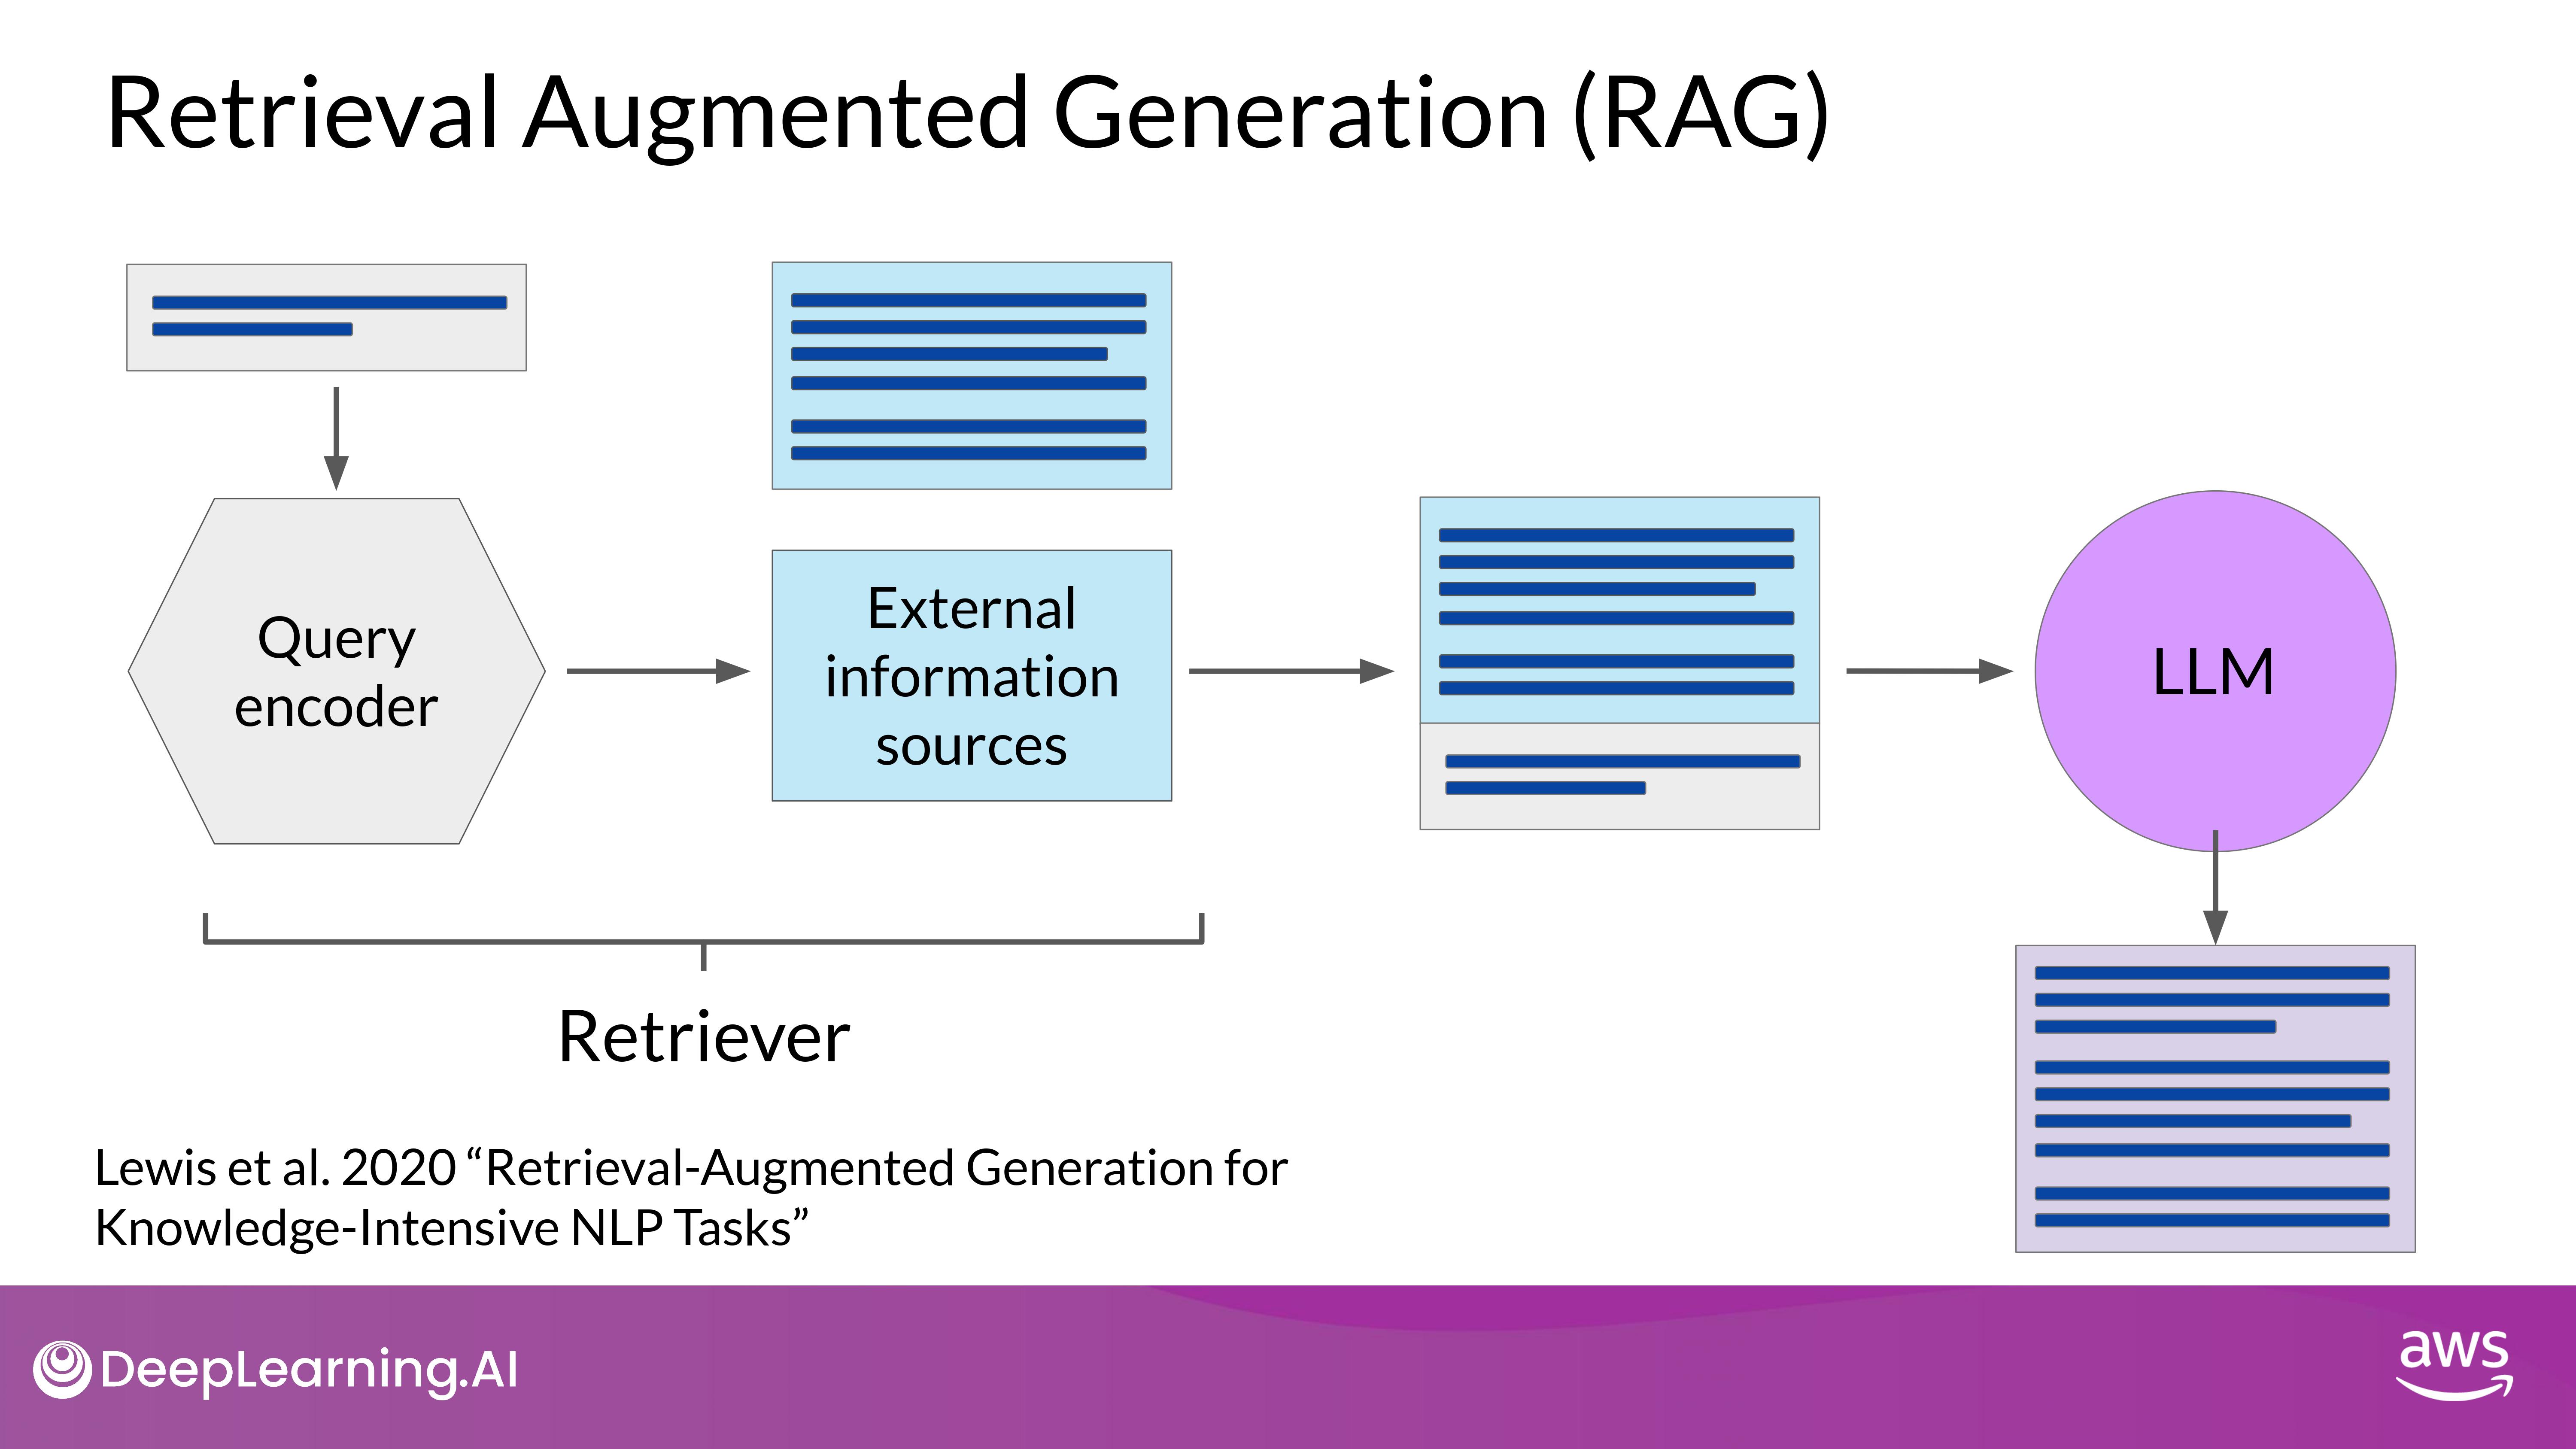 Retrieval Augmented Generation (RAG)
Query
encoder
External
information
sources
LLM
Retriever
Lewis et al. 2020 “Retrieval-Augmented Generation for
Knowledge-Intensive NLP Tasks”
DeepLearning.AI
aws